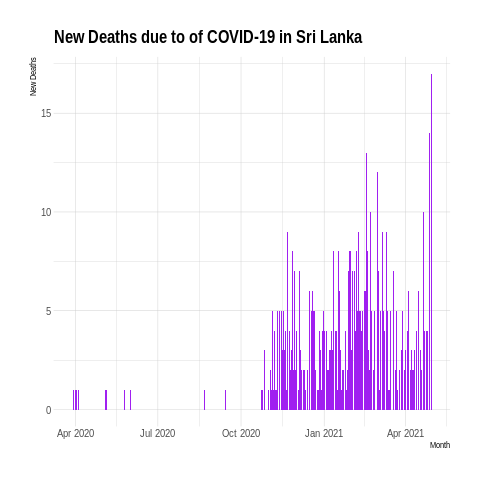 New Deaths due to of COVID-19 in Sri Lanka
New Deaths
15
10
5
0
Apr 2020 Jul 2020 Oct 2020 Jan 2021 Apr 2021
Month